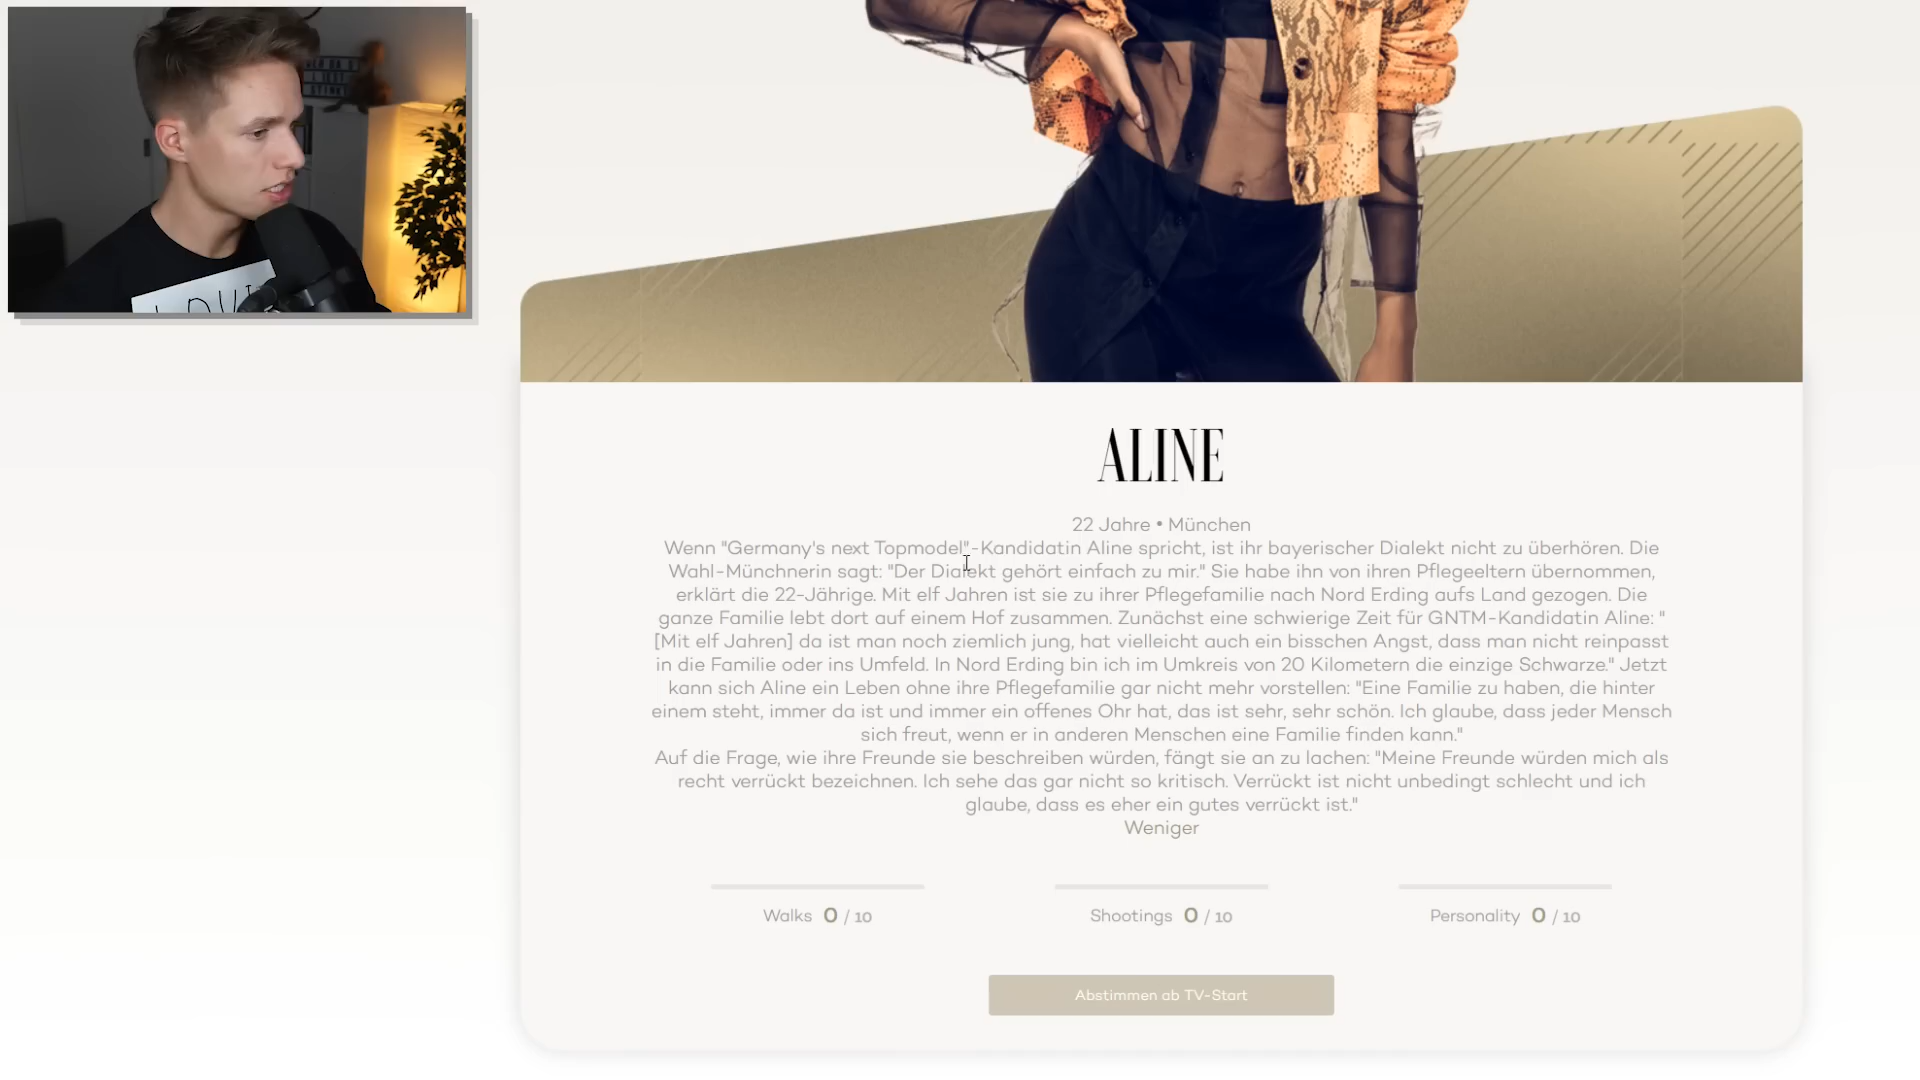 ALINE
22 Jahre • München
Wenn "Germany's next Topmodel"-Kandidatin Aline spricht, ist ihr bayerischer Dialekt nicht zu überhören. Die
Wahl-Münchnerin sagt: "Der Dialekt gehört einfach zu mir." Sie habe ihn von ihren Pflegeeltern übernommen,
erklärt die 22-Jährige. Mit elf Jahren ist sie zu ihrer Pflegefamilie nach Nord Erding aufs Land gezogen. Die
ganze Familie lebt dort auf einem Hof zusammen. Zunächst eine schwierige Zeit für GNTM-Kandidatin Aline: "
[Mit elf Jahren] da ist man noch ziemlich jung, hat vielleicht auch ein bisschen Angst, dass man nicht reinpasst
in die Familie oder ins Umfeld. In Nord Erding bin ich im Umkreis von 20 Kilometern die einzige Schwarze." Jetzt
kann sich Aline ein Leben ohne ihre Pflegefamilie gar nicht mehr vorstellen: "Eine Familie zu haben, die hinter
einem steht, immer da ist und immer ein offenes Ohr hat, das ist sehr, sehr schön. Ich glaube, dass jeder Mensch
sich freut, wenn er in anderen Menschen eine Familie finden kann."
Auf die Frage, wie ihre Freunde sie beschreiben würden, fängt sie an zu lachen: "Meine Freunde würden mich als
recht verrückt bezeichnen. Ich sehe das gar nicht so kritisch. Verrückt ist nicht unbedingt schlecht und ich
glaube, dass es eher ein gutes verrückt ist."
Weniger
Walks 0 / 10
Shootings 0 / 10
Personality 0 / 10
Abstimmen ab TV-Start